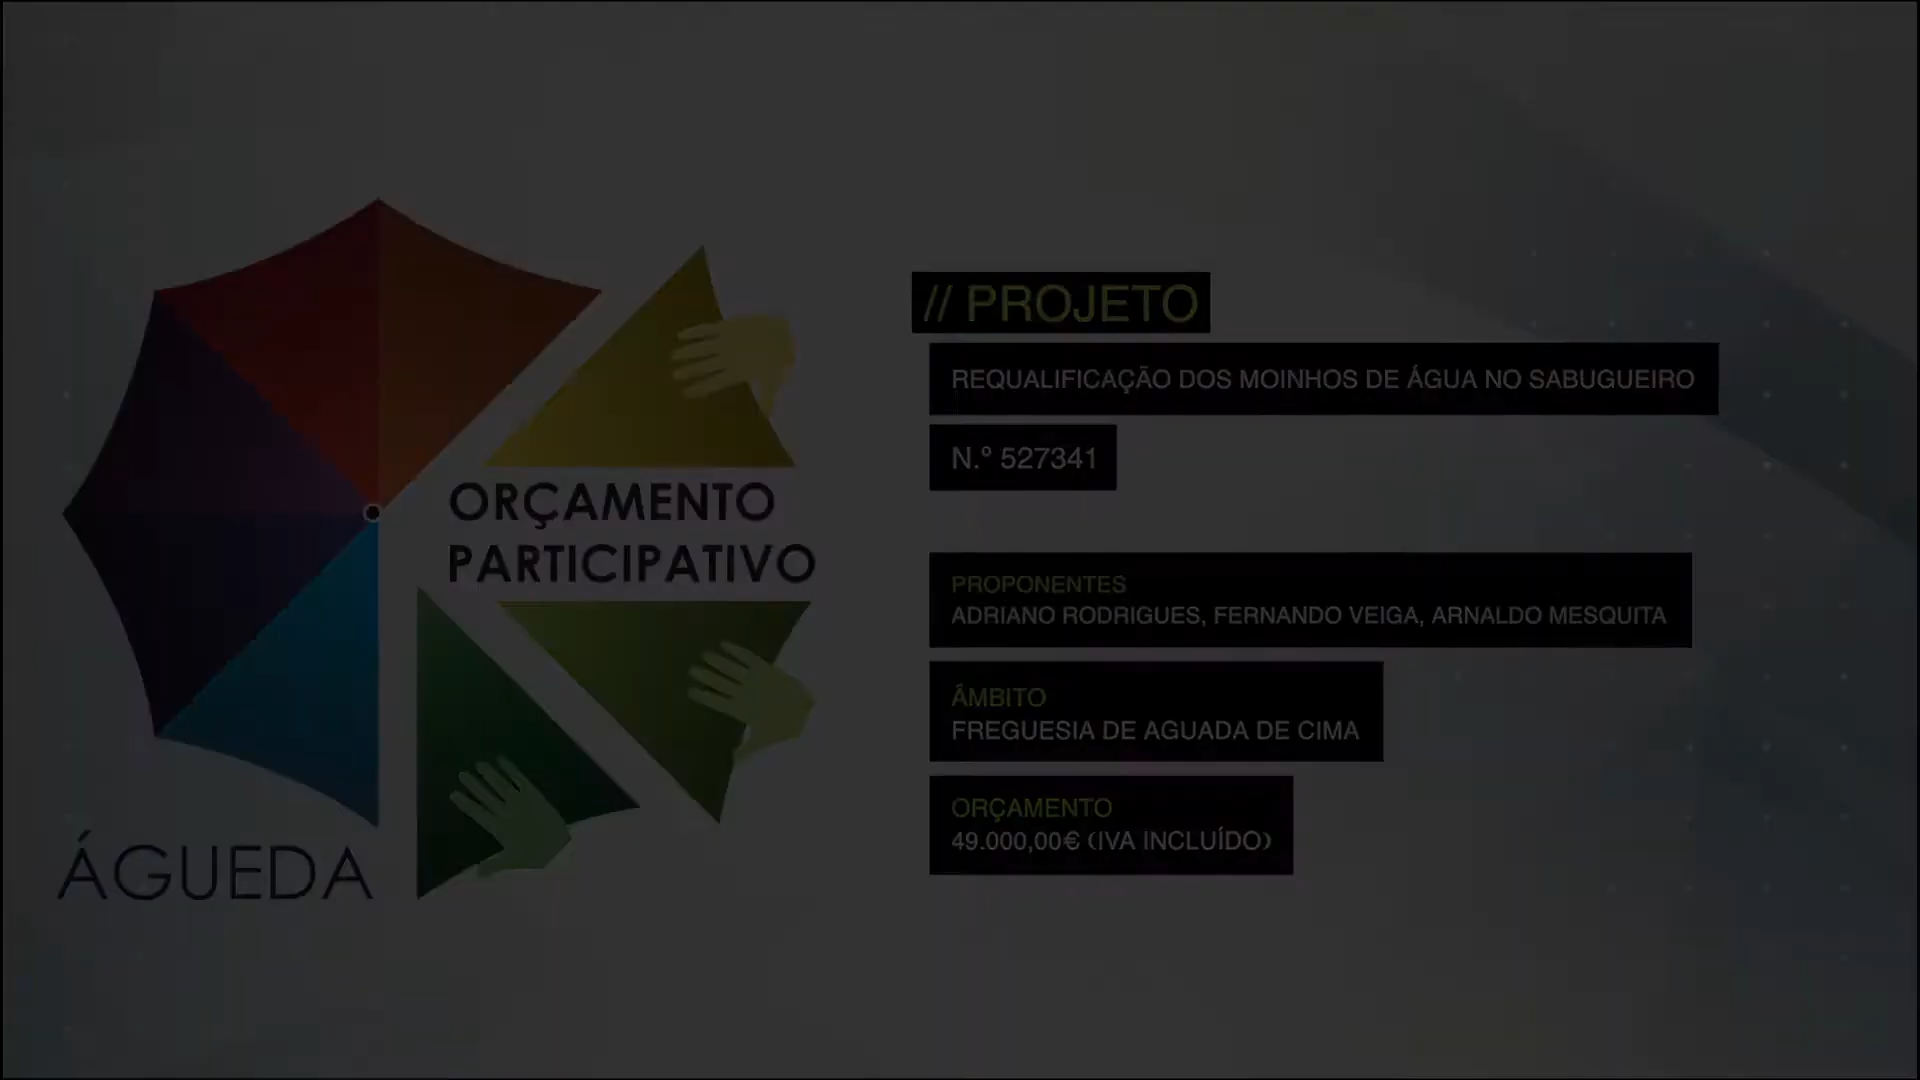 ORÇAMENTO
PARTICIPATIVO
ÁGUEDA
// PROJETO
REQUALIFICAÇÃO DOS MOINHOS DE ÁGUA NO SABUGUEIRO
N.º 527341
PROPONENTES
ADRIANO RODRIGUES, FERNANDO VEIGA, ARNALDO MESQUITA
ÂMBITO
FREGUESIA DE AGUADA DE CIMA
ORÇAMENTO
49.000,00€ (IVA INCLUÍDO)